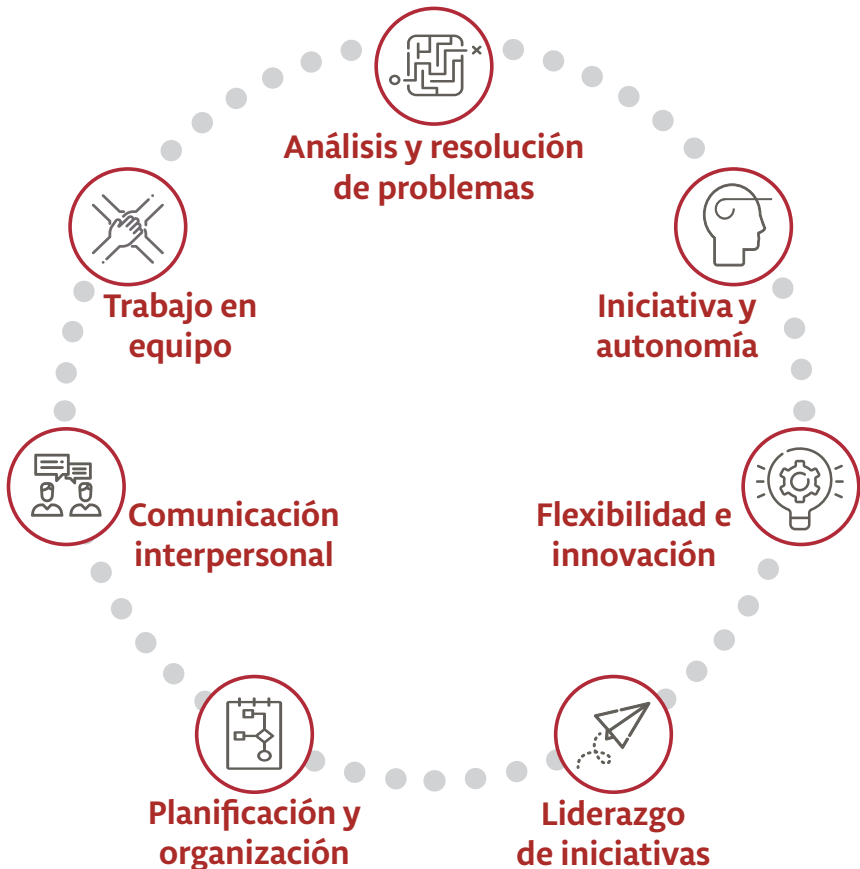 Análisis y resolución
de problemas
Trabajo en
equipo
Iniciativa y
autonomía
Comunicación
interpersonal
Flexibilidad e
innovación
Planificación y
organización
Liderazgo
de iniciativas